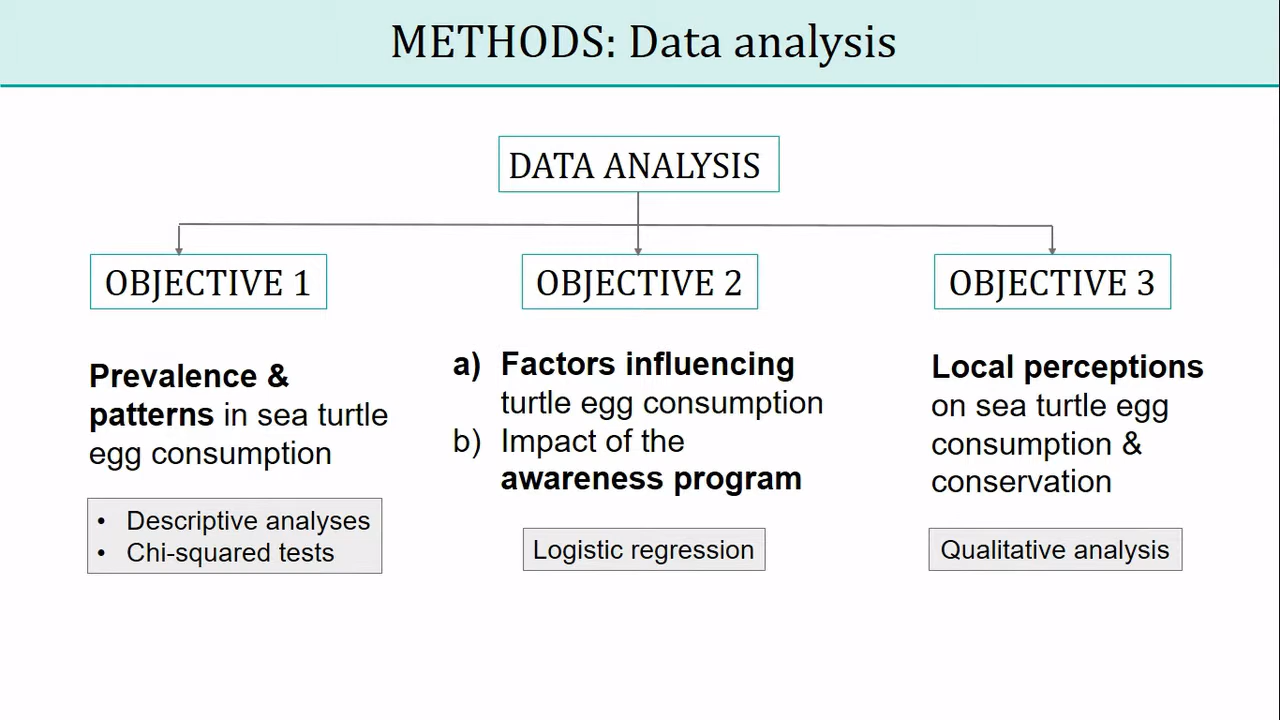 METHODS: Data analysis
DATA ANALYSIS
OBJECTIVE 1
Prevalence &
patterns in sea turtle
egg consumption
• Descriptive analyses
• Chi-squared tests
OBJECTIVE 2
a) Factors influencing
turtle egg consumption
b) Impact of the
awareness program
Logistic regression
OBJECTIVE 3
Local perceptions
on sea turtle egg
consumption &
conservation
Qualitative analysis